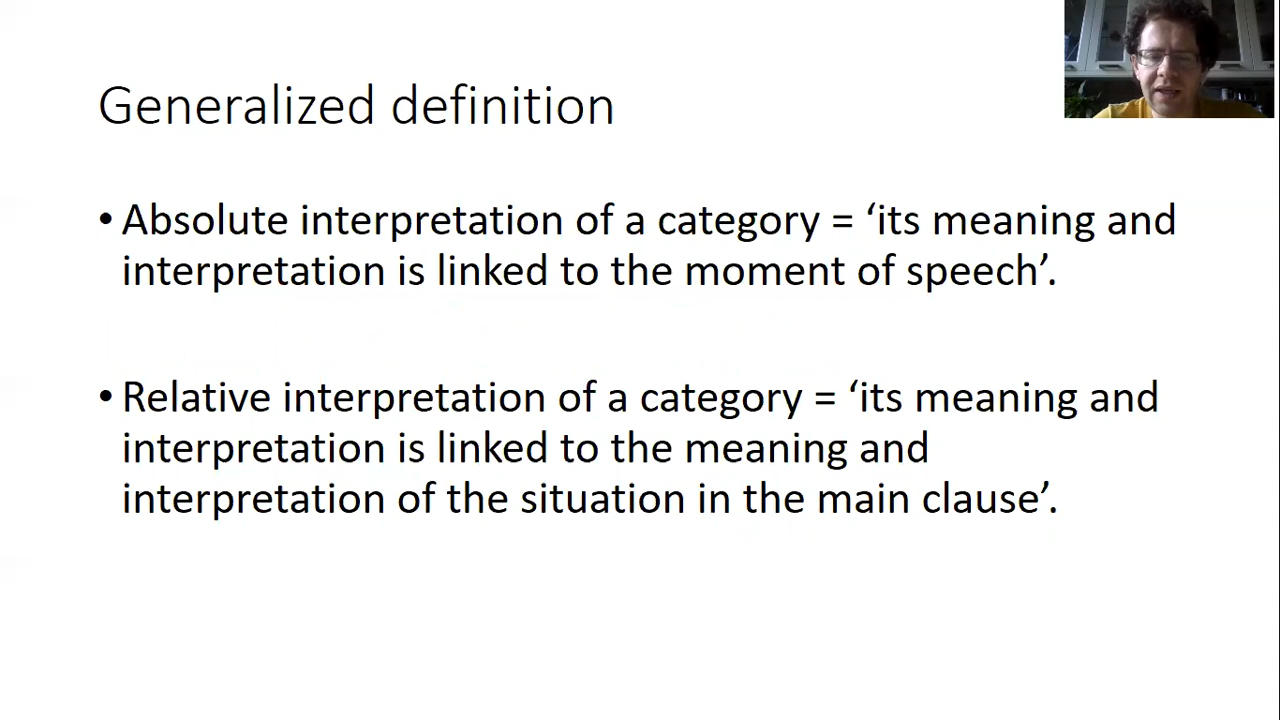 Generalized definition
• Absolute interpretation of a category = ‘its meaning and
interpretation is linked to the moment of speech’.
• Relative interpretation of a category = ‘its meaning and
interpretation is linked to the meaning and
interpretation of the situation in the main clause’.